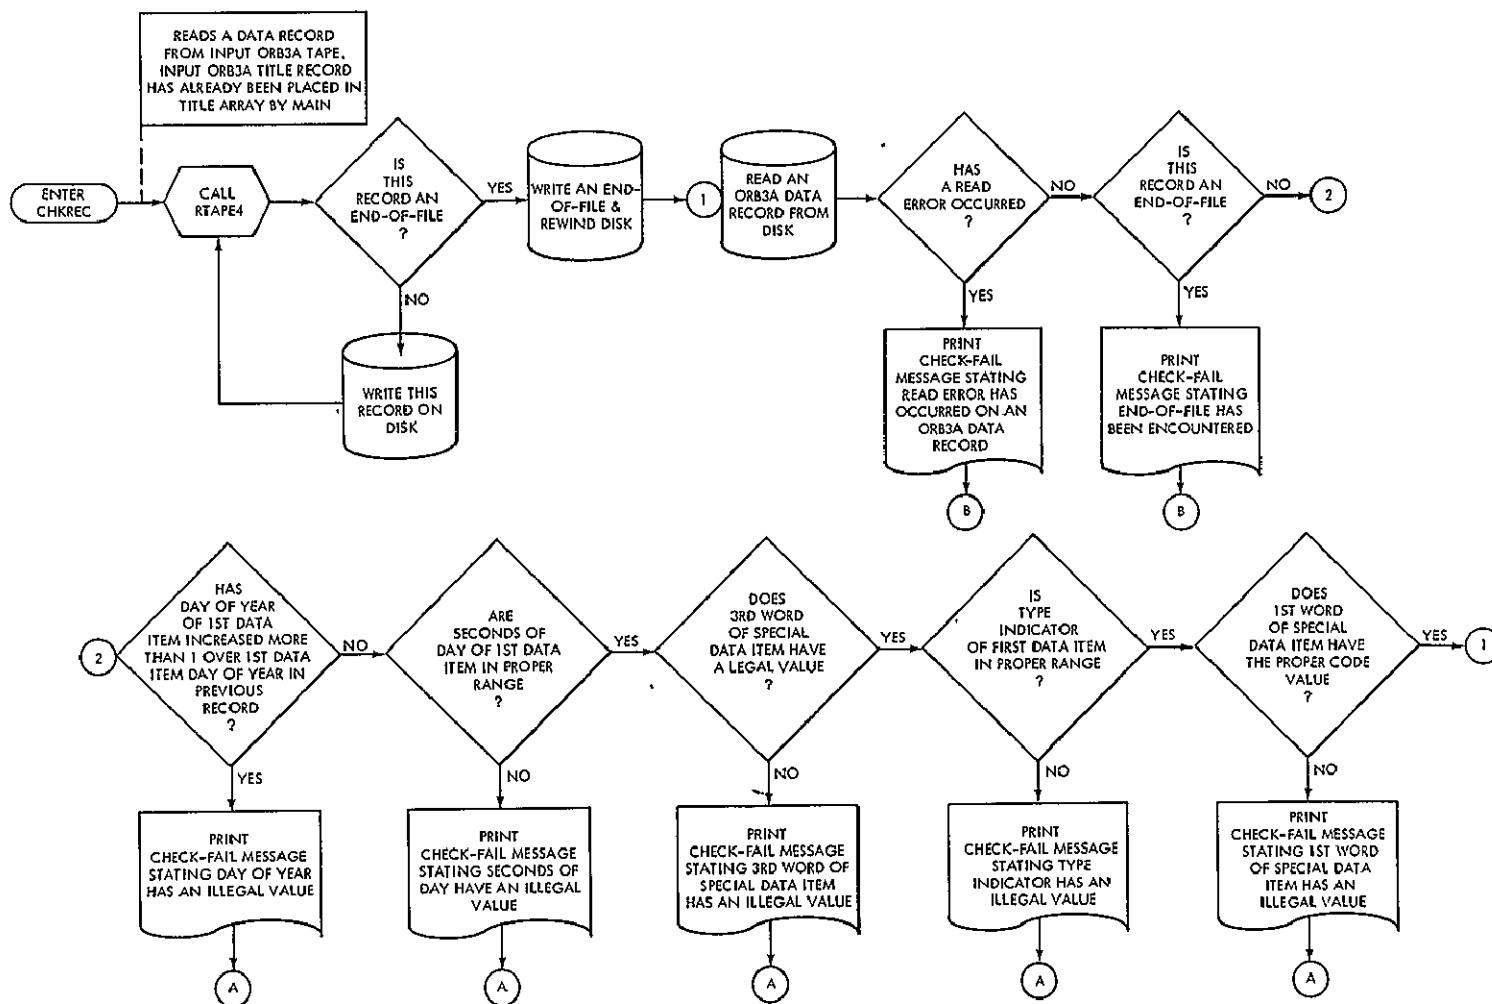 READS A DATA RECORD
FROM INPUT ORB3A TAPE.
INPUT ORB3A TITLE RECORD
HAS ALREADY BEEN PLACED IN
TITLE ARRAY BY MAIN
ENTER
CHKREC
CALL
RTAPE4
IS
THIS
RECORD AN
END-OF-FILE
?
YES
NO
WRITE THIS
RECORD ON
DISK
WRITE AN END-
OF-FILE &
REWIND DISK
1
READ AN
ORB3A DATA
RECORD FROM
DISK
HAS
A READ
ERROR OCCURRED
?
NO
YES
PRINT
CHECK-FAIL
MESSAGE STATING
READ ERROR HAS
OCCURRED ON AN
ORB3A DATA
RECORD
B
IS
THIS
RECORD AN
END-OF-FILE
?
NO
2
YES
PRINT
CHECK-FAIL
MESSAGE STATING
END-OF-FILE HAS
BEEN ENCOUNTERED
B
2
HAS
DAY OF YEAR
OF 1ST DATA
ITEM INCREASED MORE
THAN 1 OVER 1ST DATA
ITEM DAY OF YEAR IN
PREVIOUS
RECORD
?
NO
YES
PRINT
CHECK-FAIL MESSAGE
STATING DAY OF YEAR
HAS AN ILLEGAL VALUE
A
ARE
SECONDS OF
DAY OF 1ST DATA
ITEM IN PROPER
RANGE
?
YES
NO
PRINT
CHECK-FAIL MESSAGE
STATING SECONDS OF
DAY HAVE AN ILLEGAL
VALUE
A
DOES
3RD WORD
OF SPECIAL
DATA ITEM HAVE
A LEGAL VALUE
?
YES
NO
PRINT
CHECK-FAIL MESSAGE
STATING 3RD WORD OF
SPECIAL DATA ITEM
HAS AN ILLEGAL VALUE
A
IS
TYPE
INDICATOR
OF FIRST DATA ITEM
IN PROPER RANGE
?
YES
NO
PRINT
CHECK-FAIL MESSAGE
STATING TYPE
INDICATOR HAS AN
ILLEGAL VALUE
A
DOES
1ST WORD
OF SPECIAL
DATA ITEM HAVE
THE PROPER CODE
VALUE
?
YES
1
NO
PRINT
CHECK-FAIL MESSAGE
STATING 1ST WORD
OF SPECIAL DATA
ITEM HAS AN
ILLEGAL VALUE
A